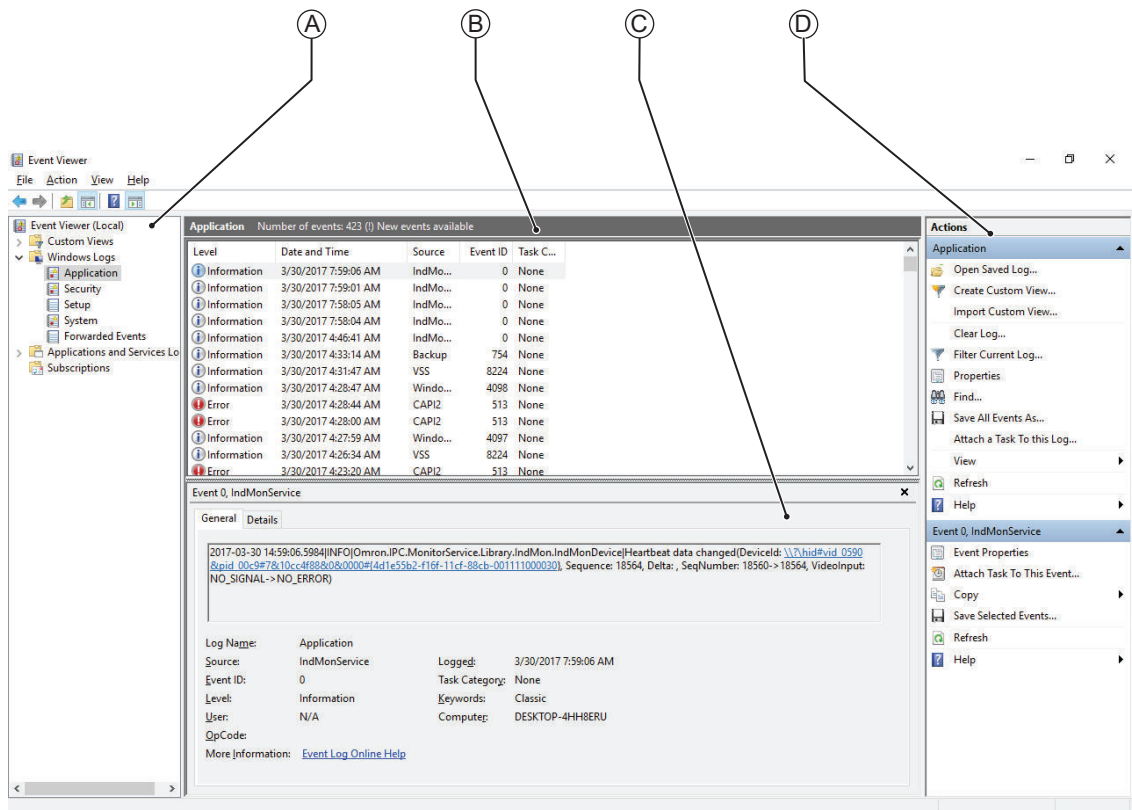 A B C D
Event Viewer
File Action View Help
Event Viewer (Local)
Custom Views
Windows Logs
Application
Security
Setup
System
Forwarded Events
Applications and Services Lo
Subscriptions
Application Number of events: 423 (!) New events available
Level Date and Time Source Event ID Task C...
Information 3/30/2017 7:59:06 AM IndMo... 0 None
Information 3/30/2017 7:59:01 AM IndMo... 0 None
Information 3/30/2017 7:58:05 AM IndMo... 0 None
Information 3/30/2017 7:58:04 AM IndMo... 0 None
Information 3/30/2017 4:46:41 AM IndMo... 0 None
Information 3/30/2017 4:33:14 AM Backup 754 None
Information 3/30/2017 4:31:47 AM VSS 8224 None
Information 3/30/2017 4:28:47 AM Windo... 4098 None
Error 3/30/2017 4:28:44 AM CAPI2 513 None
Error 3/30/2017 4:28:00 AM CAPI2 513 None
Information 3/30/2017 4:27:59 AM Windo... 4097 None
Information 3/30/2017 4:26:34 AM VSS 8224 None
Error 3/30/2017 4:23:20 AM CAPI2 513 None
Event 0, IndMonService
General Details
2017-03-30 14:59:06.5984|INFO|Omron.IPC.MonitorService.Library.IndMon.IndMonDevice|Heartbeat data changed(DeviceId: \\?\hid#vid_0590
&pid_00c9#7&10cc4f88&0&0000#{4d1e55b2-f16f-11cf-88cb-001111000030}, Sequence: 18564, Delta: , SeqNumber: 18560->18564, VideoInput:
NO_SIGNAL->NO_ERROR)
Log Name: Application
Source: IndMonService Logged: 3/30/2017 7:59:06 AM
Event ID: 0 Task Category: None
Level: Information Keywords: Classic
User: N/A Computer: DESKTOP-4HH8ERU
OpCode:
More Information: Event Log Online Help
Actions
Application
Open Saved Log...
Create Custom View...
Import Custom View...
Clear Log...
Filter Current Log...
Properties
Find...
Save All Events As...
Attach a Task To this Log...
View
Refresh
Help
Event 0, IndMonService
Event Properties
Attach Task To This Event...
Copy
Save Selected Events...
Refresh
Help